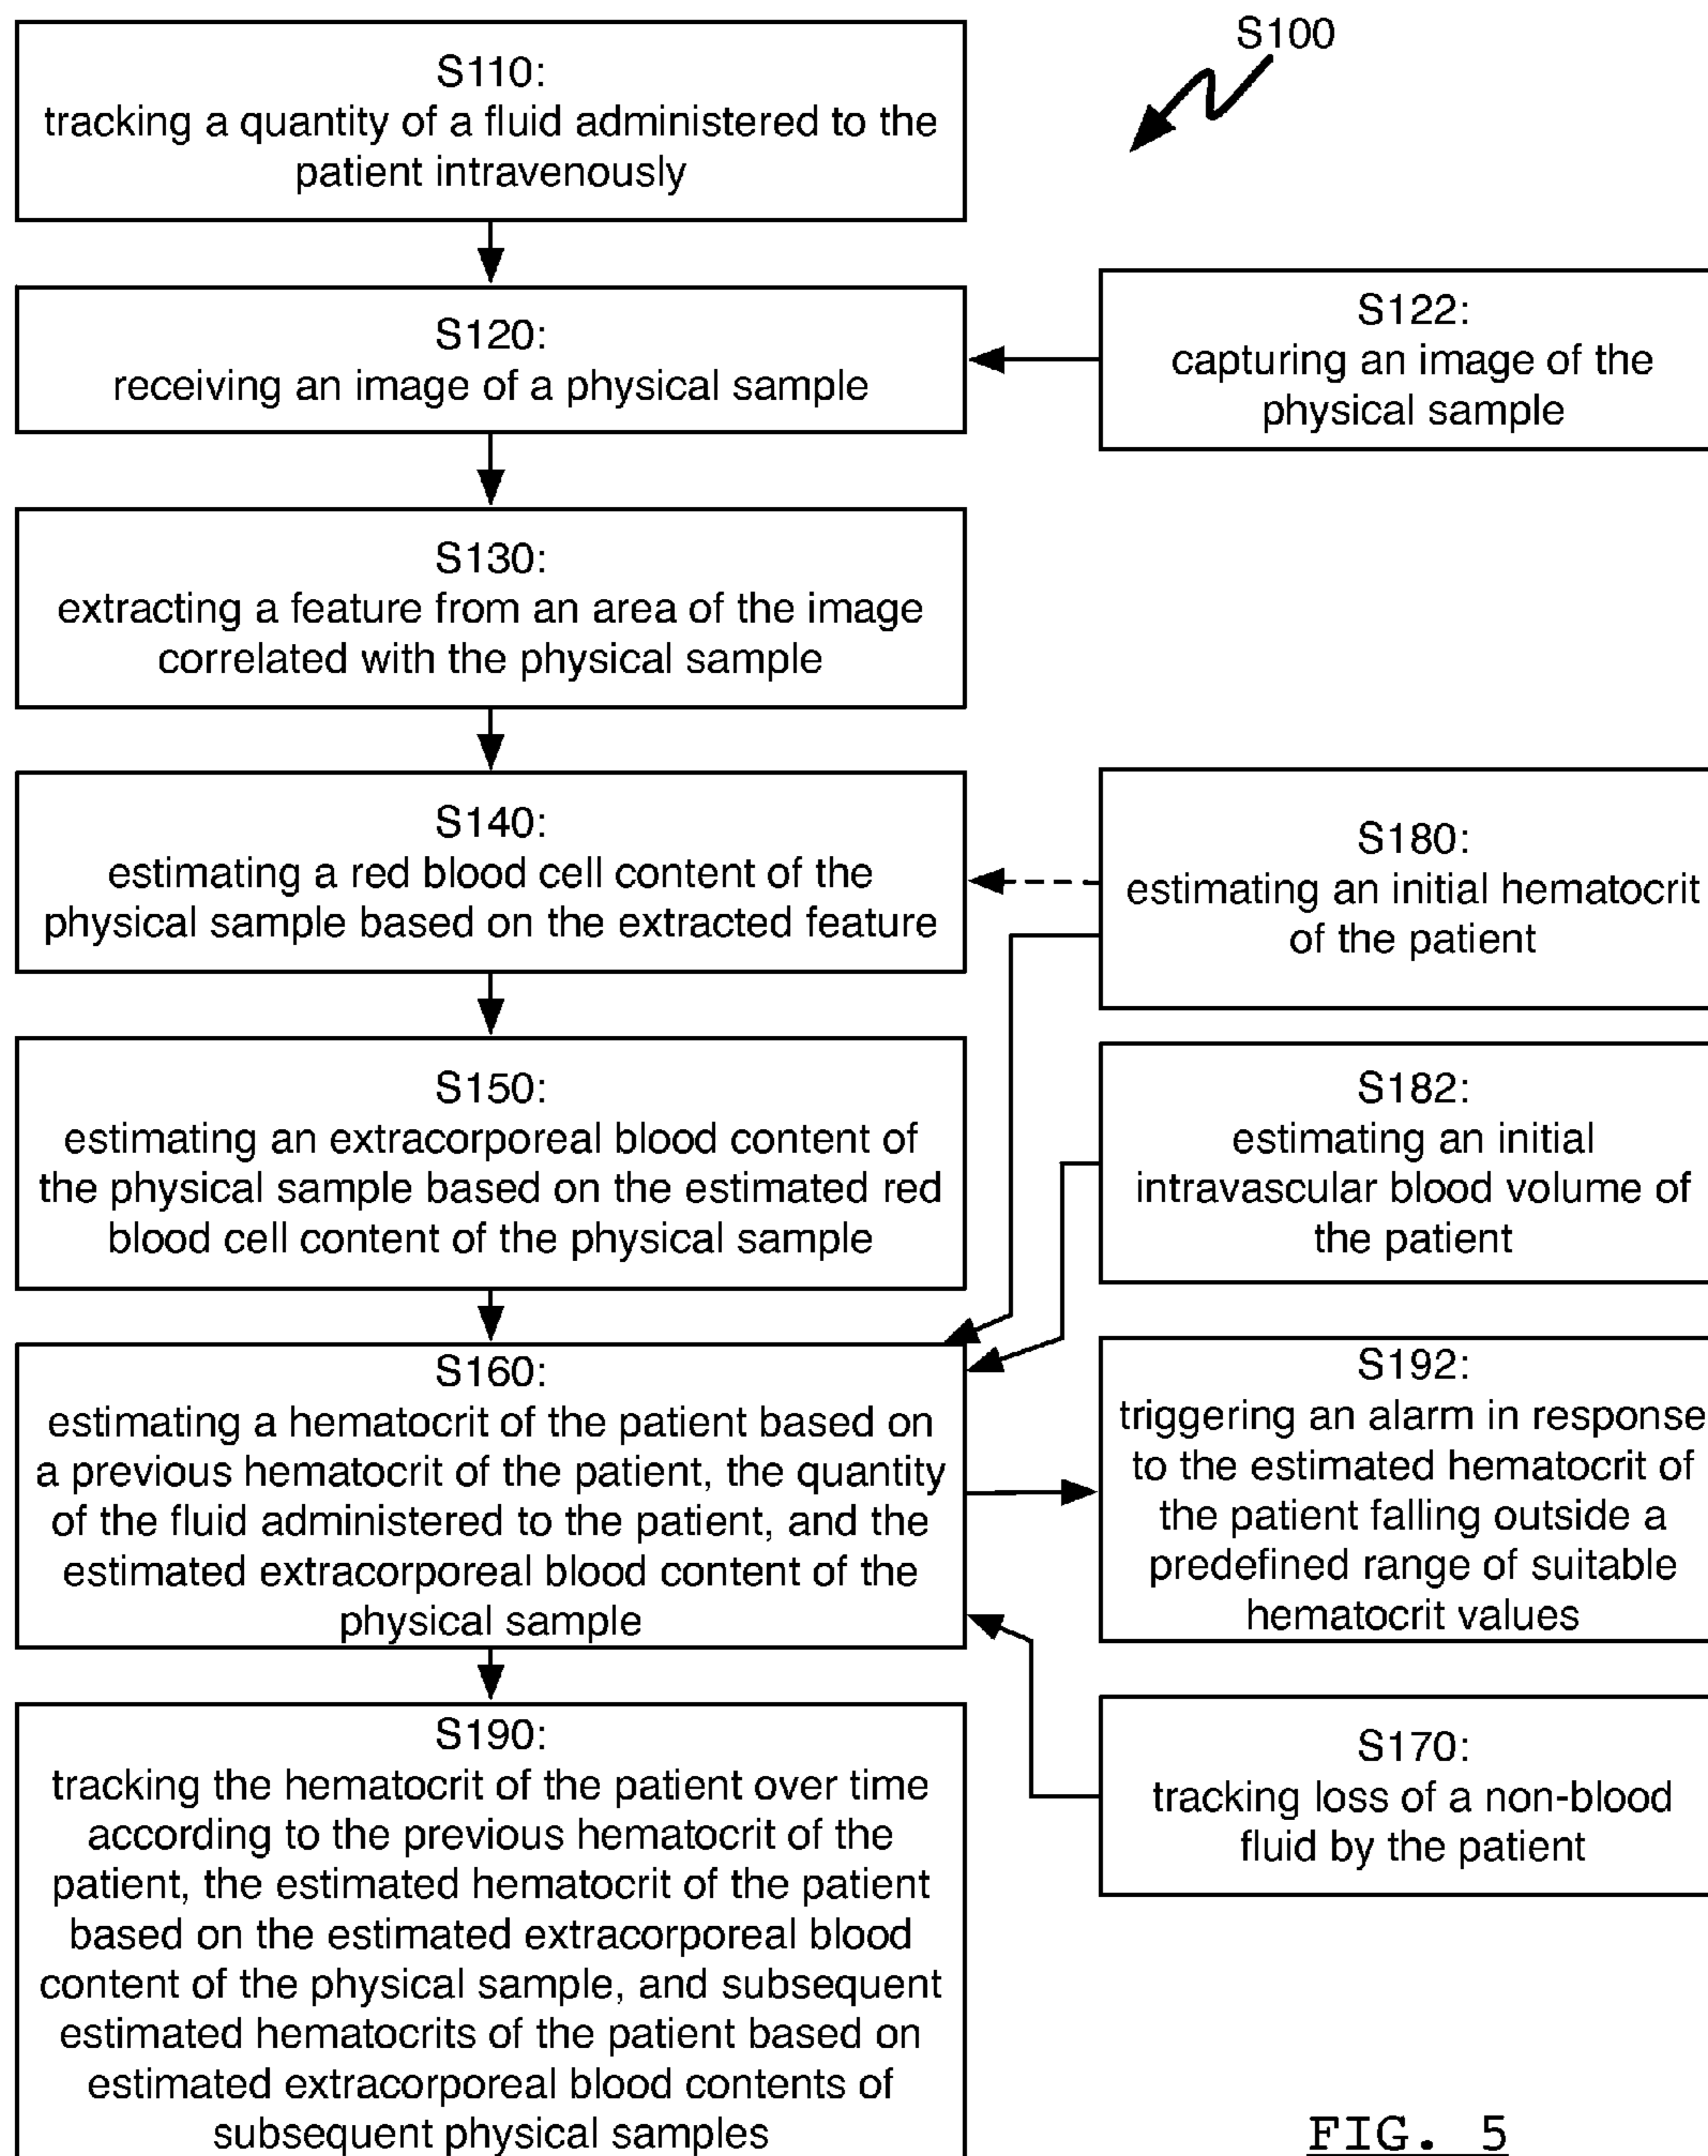 S100
S110:
tracking a quantity of a fluid administered to the
patient intravenously
S120:
receiving an image of a physical sample
S122:
capturing an image of the
physical sample
S130:
extracting a feature from an area of the image
correlated with the physical sample
S140:
estimating a red blood cell content of the
physical sample based on the extracted feature
S180:
estimating an initial hematocrit
of the patient
S150:
estimating an extracorporeal blood content of
the physical sample based on the estimated red
blood cell content of the physical sample
S182:
estimating an initial
intravascular blood volume of
the patient
S160:
estimating a hematocrit of the patient based on
a previous hematocrit of the patient, the quantity
of the fluid administered to the patient, and the
estimated extracorporeal blood content of the
physical sample
S192:
triggering an alarm in response
to the estimated hematocrit of
the patient falling outside a
predefined range of suitable
hematocrit values
S190:
tracking the hematocrit of the patient over time
according to the previous hematocrit of the
patient, the estimated hematocrit of the patient
based on the estimated extracorporeal blood
content of the physical sample, and subsequent
estimated hematocrits of the patient based on
estimated extracorporeal blood contents of
subsequent physical samples
S170:
tracking loss of a non-blood
fluid by the patient
FIG. 5